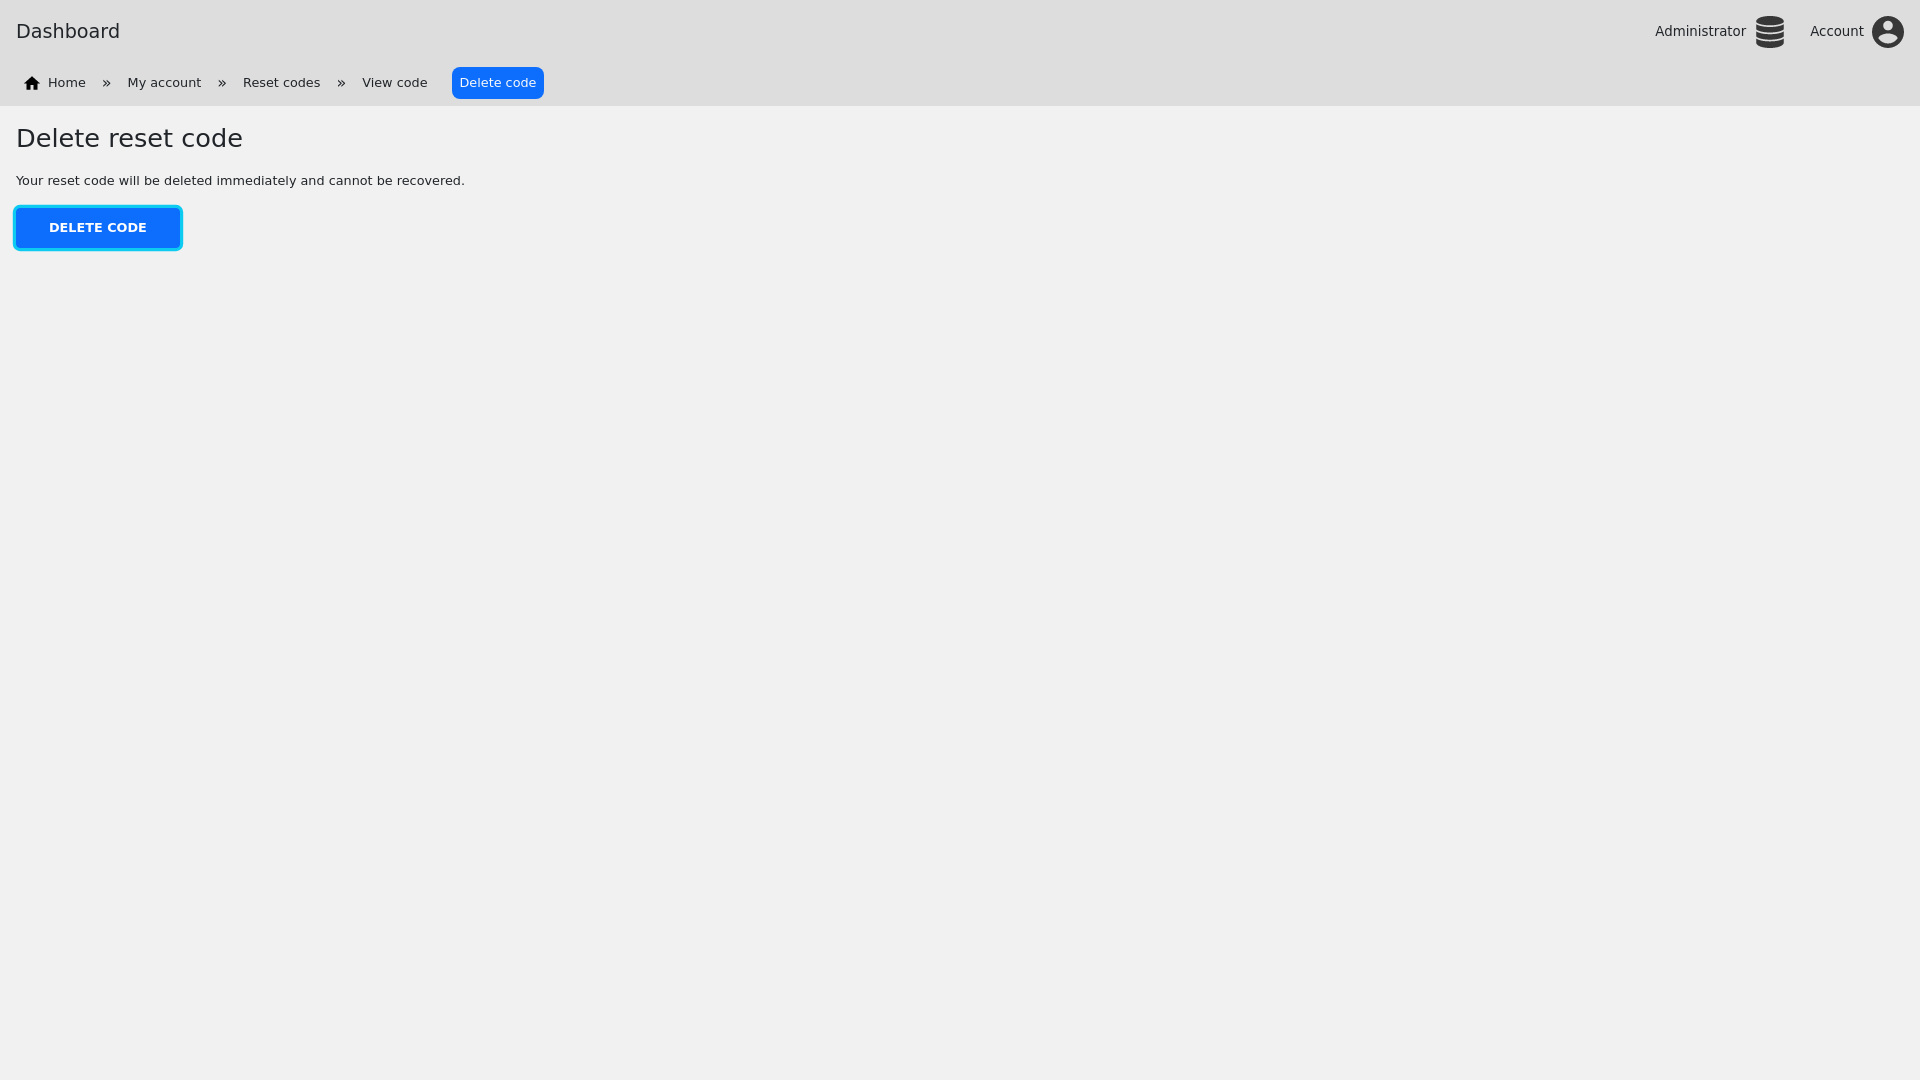 Dashboard
Administrator
Account
Home » My account » Reset codes » View code Delete code
Delete reset code
Your reset code will be deleted immediately and cannot be recovered.
DELETE CODE